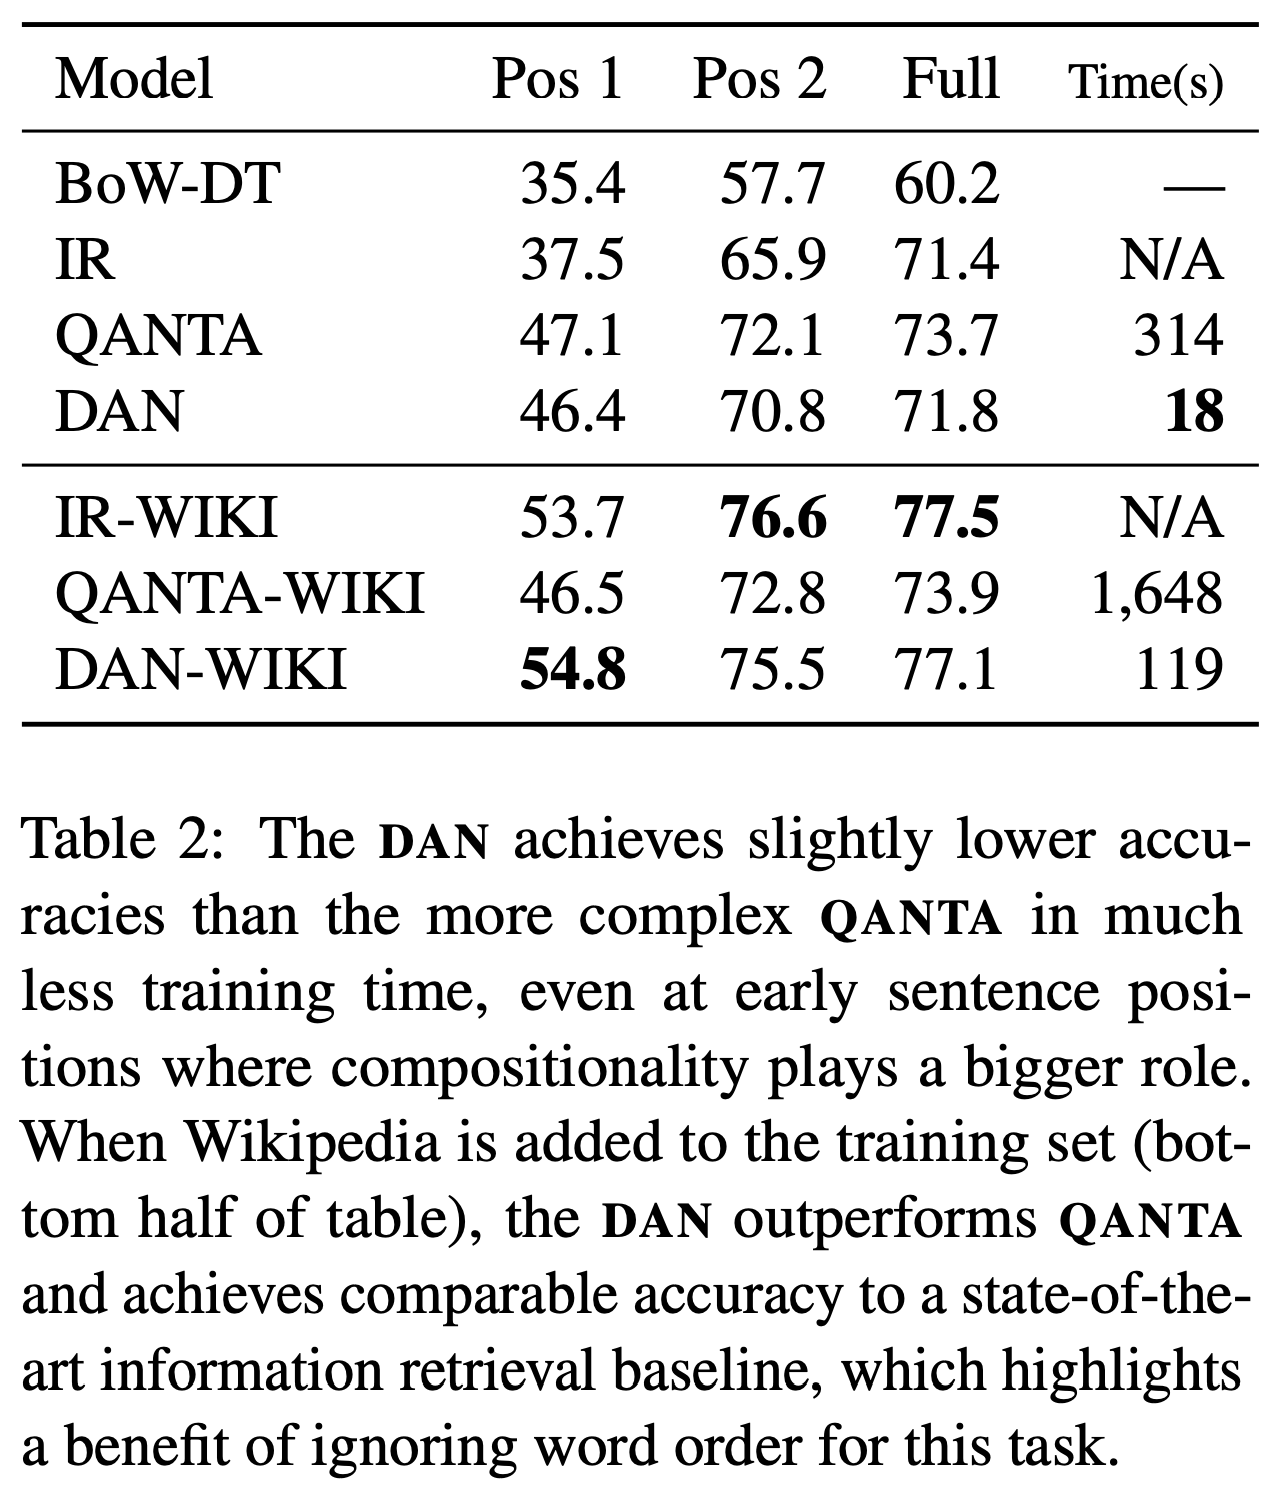 Model Pos 1 Pos 2 Full Time(s)
BoW-DT 35.4 57.7 60.2 —
IR 37.5 65.9 71.4 N/A
QANTA 47.1 72.1 73.7 314
DAN 46.4 70.8 71.8 18
IR-WIKI 53.7 76.6 77.5 N/A
QANTA-WIKI 46.5 72.8 73.9 1,648
DAN-WIKI 54.8 75.5 77.1 119
Table 2: The DAN achieves slightly lower accu-
racies than the more complex QANTA in much
less training time, even at early sentence posi-
tions where compositionality plays a bigger role.
When Wikipedia is added to the training set (bot-
tom half of table), the DAN outperforms QANTA
and achieves comparable accuracy to a state-of-the-
art information retrieval baseline, which highlights
a benefit of ignoring word order for this task.